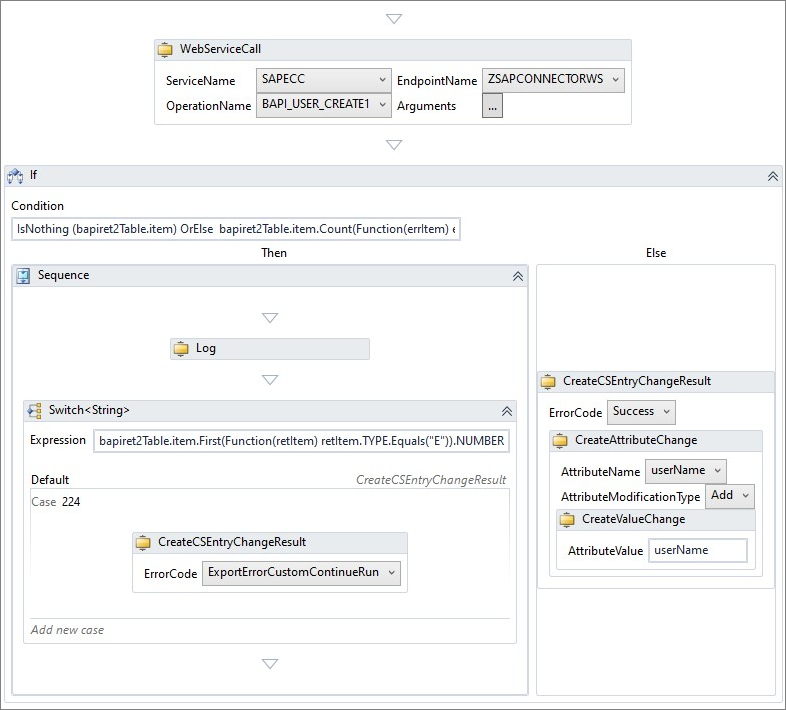 WebServiceCall
ServiceName SAPECC EndpointName ZSAPCONNECTORWS
OperationName BAPI_USER_CREATE1 Arguments ...
If
Condition
IsNothing (bapiret2Table.item) OrElse bapiret2Table.item.Count(Function(errItem) e
Then
Sequence
Log
Switch<String>
Expression bapiret2Table.item.First(Function(retItem) retItem.TYPE.Equals("E")).NUMBER
Default CreateCSEntryChangeResult
Case 224
CreateCSEntryChangeResult
ErrorCode ExportErrorCustomContinueRun
Add new case
Else
CreateCSEntryChangeResult
ErrorCode Success
CreateAttributeChange
AttributeName userName
AttributeModificationType Add
CreateValueChange
AttributeValue userName